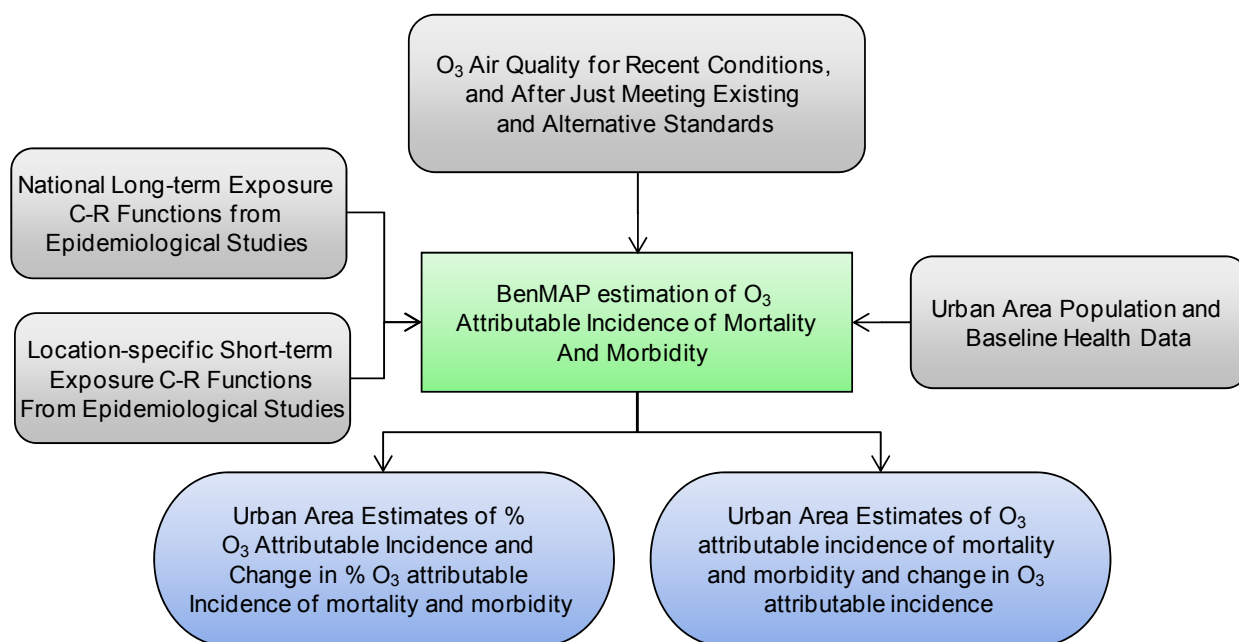 O₃ Air Quality for Recent Conditions,
and After Just Meeting Existing
and Alternative Standards
National Long-term Exposure
C-R Functions from
Epidemiological Studies
Location-specific Short-term
Exposure C-R Functions
From Epidemiological Studies
BenMAP estimation of O₃
Attributable Incidence of Mortality
And Morbidity
Urban Area Population and
Baseline Health Data
Urban Area Estimates of %
O₃ Attributable Incidence and
Change in % O₃ attributable
Incidence of mortality and morbidity
Urban Area Estimates of O₃
attributable incidence of mortality
and morbidity and change in O₃
attributable incidence